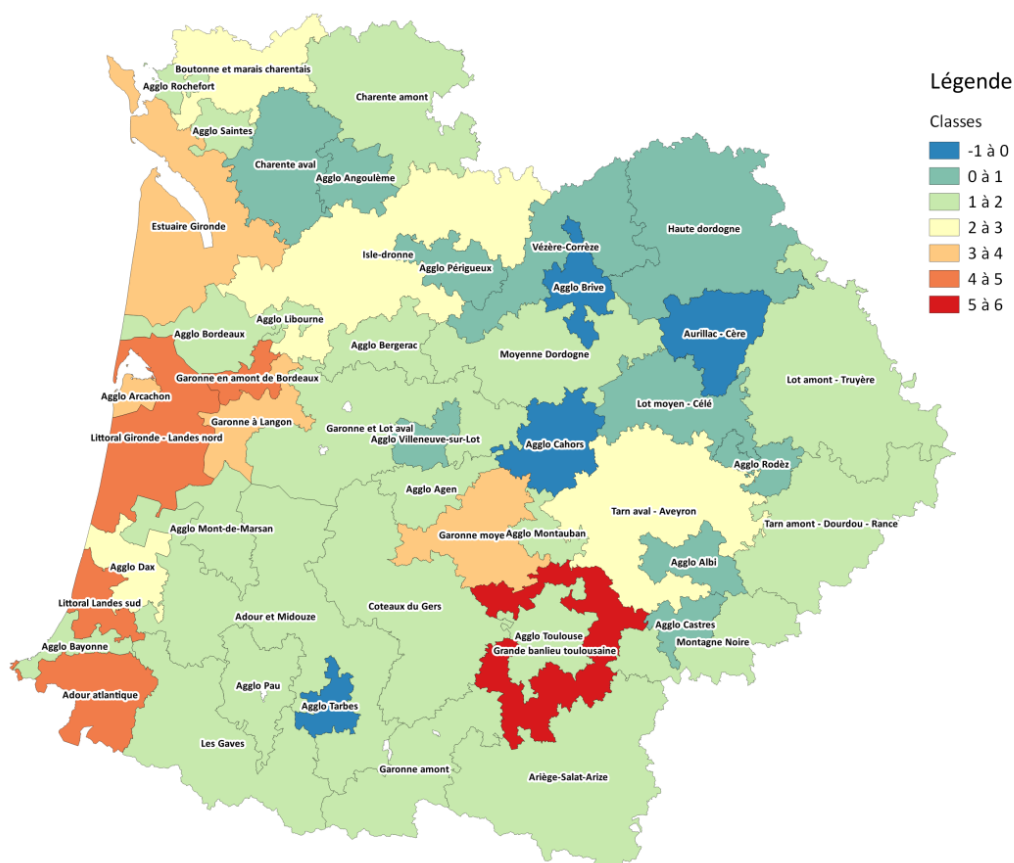 Boutonne et marais charentais
Agglo Rochefort
Charente amont
Agglo Saintes
Charente aval
Agglo Angoulême
Estuaire Gironde
Isle-dronne
Agglo Périgueux
Vézère-Corrèze
Haute dordogne
Agglo Brive
Agglo Libourne
Agglo Bordeaux
Agglo Bergerac
Moyenne Dordogne
Aurillac - Cère
Garonne en amont de Bordeaux
Lot amont - Truyère
Agglo Arcachon
Lot moyen - Célé
Garonne à Langon
Garonne et Lot aval
Littoral Gironde - Landes nord
Agglo Villeneuve-sur-Lot
Agglo Cahors
Agglo Rodèz
Agglo Agen
Tarn aval - Aveyron
Tarn amont - Dourdou - Rance
Agglo Mont-de-Marsan
Garonne moye
Agglo Montauban
Agglo Dax
Agglo Albi
Littoral Landes sud
Coteaux du Gers
Adour et Midouze
Agglo Castres
Agglo Toulouse
Montagne Noire
Agglo Bayonne
Grande banlieu toulousaine
Agglo Pau
Adour atlantique
Agglo Tarbes
Les Gaves
Garonne amont
Ariège-Salat-Arize
Légende
Classes
-1 à 0
0 à 1
1 à 2
2 à 3
3 à 4
4 à 5
5 à 6